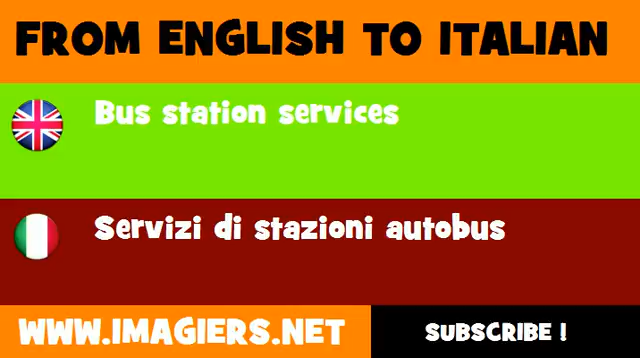 FROM ENGLISH TO ITALIAN
Bus station services
Servizi di stazioni autobus
WWW.IMAGIERS.NET
SUBSCRIBE !